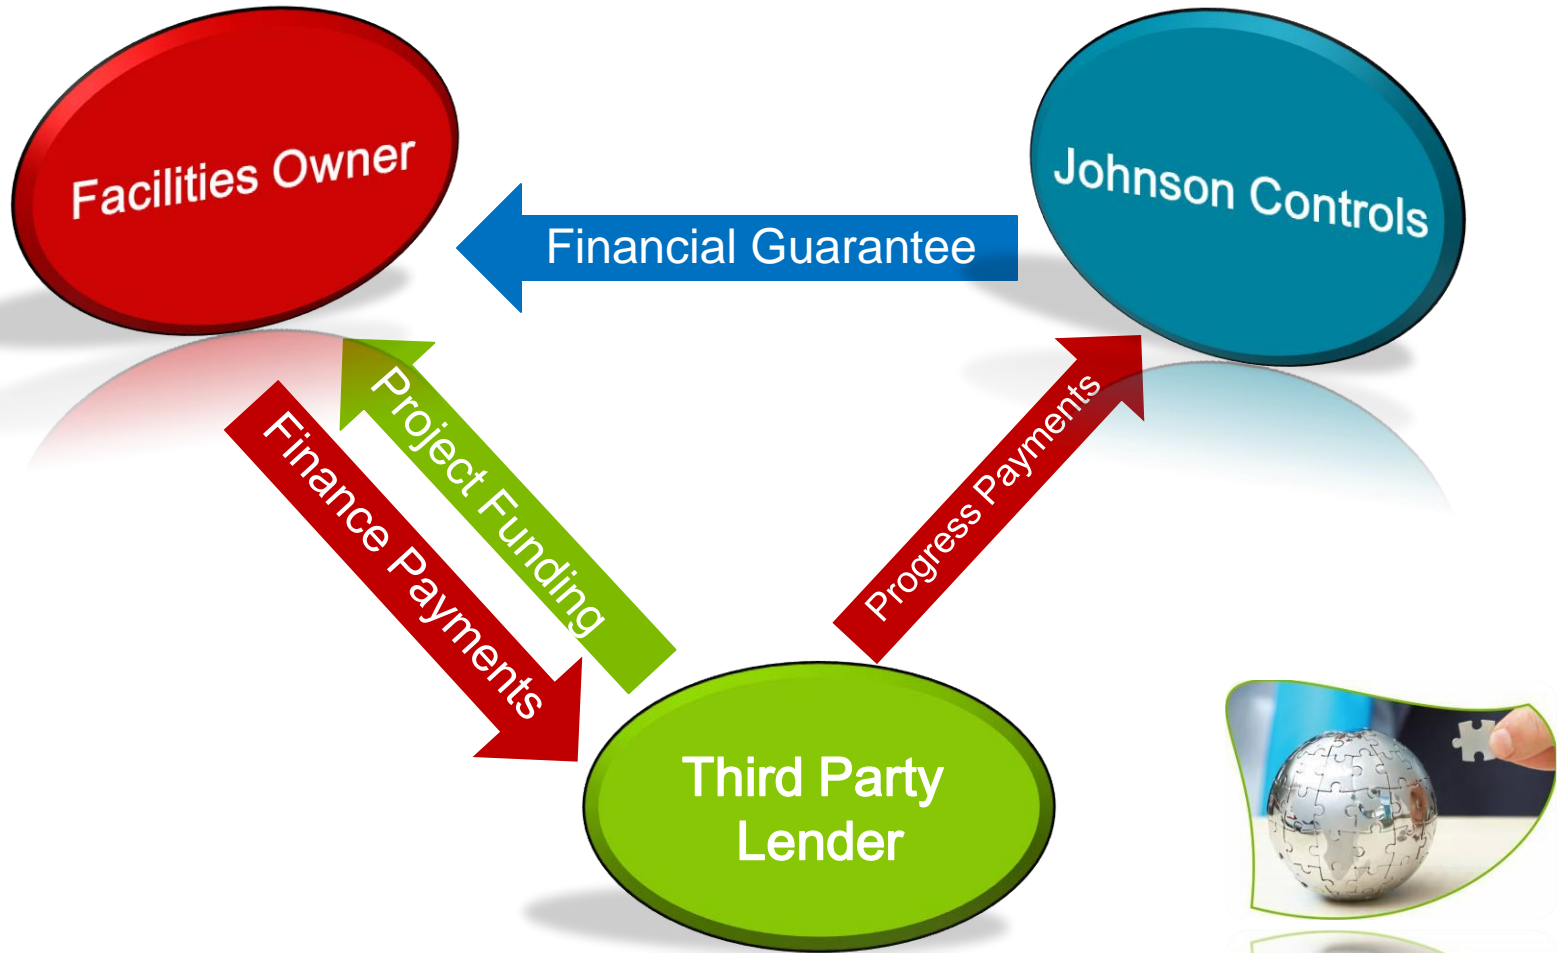 Facilities Owner
Johnson Controls
Financial Guarantee
Project Funding
Finance Payments
Progress Payments
Third Party
Lender